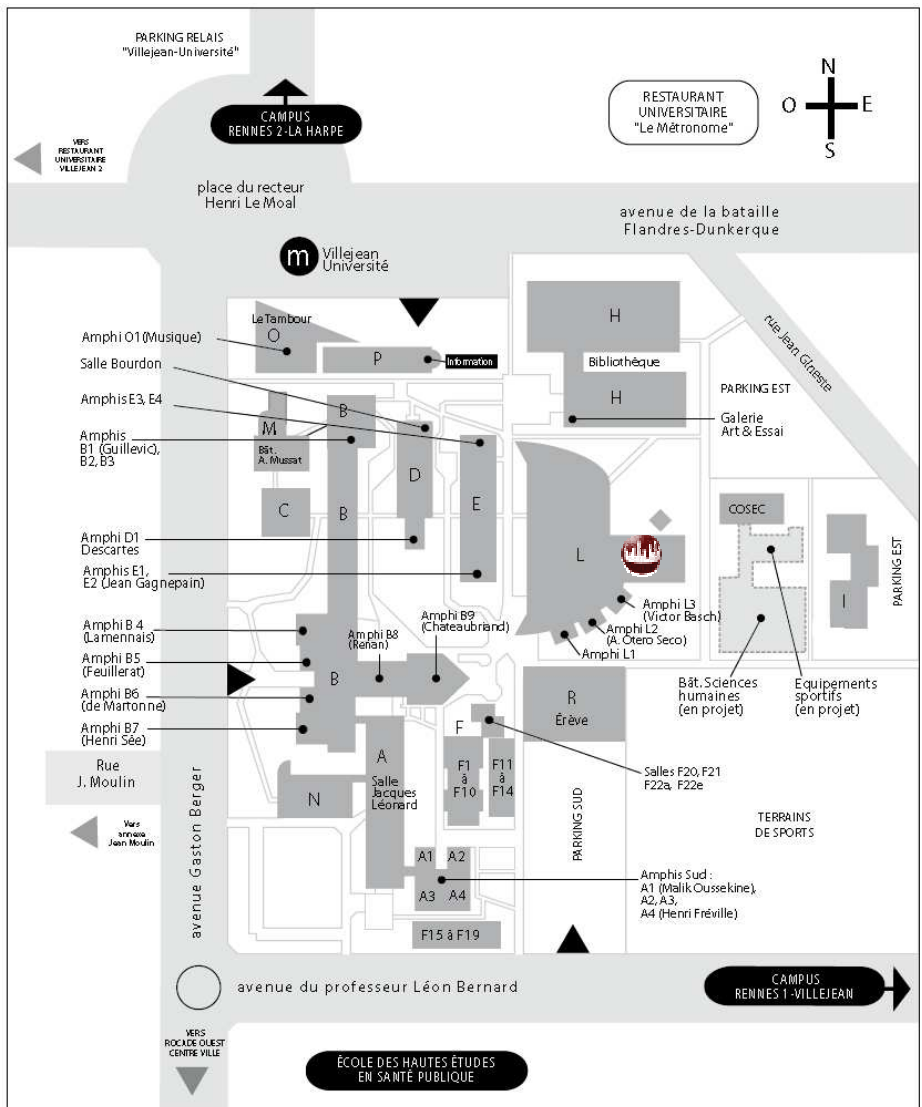 PARKING RELAIS
"Villejean-Université"
CAMPUS
RENNES 2-LA HARPE
RESTAURANT
UNIVERSITAIRE
"Le Métronome"
N
O
E
S
VERS
RESTAURANT
UNIVERSITAIRE
VILLEJEAN 2
place du recteur
Henri Le Moal
avenue de la bataille
Flandres-Dunkerque
m
Villejean
Université
rue Jean Gineste
Le Tambour
O
P
Information
H
Bibliothèque
H
PARKING EST
Galerie
Art & Essai
Amphi O1 (Musique)
Salle Bourdon
Amphis E3, E4
Amphis
B1 (Guillevic),
B2, B3
M
Bât.
A. Mussat
B
D
E
C
B
L
COSEC
I
PARKING EST
Amphi D1
Descartes
Amphis E1,
E2 (Jean Gagnepain)
Amphi L3
(Victor Basch)
Amphi L2
(A. Otero Seco)
Amphi L1
Amphi B 4
(Lamennais)
Amphi B5
(Feuillerat)
Amphi B6
(de Martonne)
Amphi B7
(Henri Sée)
Amphi B8
(Renan)
Amphi B9
(Chateaubriand)
B
Bât. Sciences
humaines
(en projet)
Equipements
sportifs
(en projet)
R
Érève
F
F1
à
F10
F11
à
F14
Salles F20, F21
F22a, F22e
A
Salle
Jacques
Léonard
N
Rue
J. Moulin
Vers
annexe
Jean Moulin
avenue Gaston Berger
PARKING SUD
TERRAINS
DE SPORTS
A1
A2
A3
A4
Amphis Sud :
A1 (Malik Oussekine),
A2, A3,
A4 (Henri Fréville)
F15 à F19
avenue du professeur Léon Bernard
CAMPUS
RENNES 1-VILLEJEAN
VERS
ROCADE OUEST
CENTRE VILLE
ÉCOLE DES HAUTES ÉTUDES
EN SANTÉ PUBLIQUE